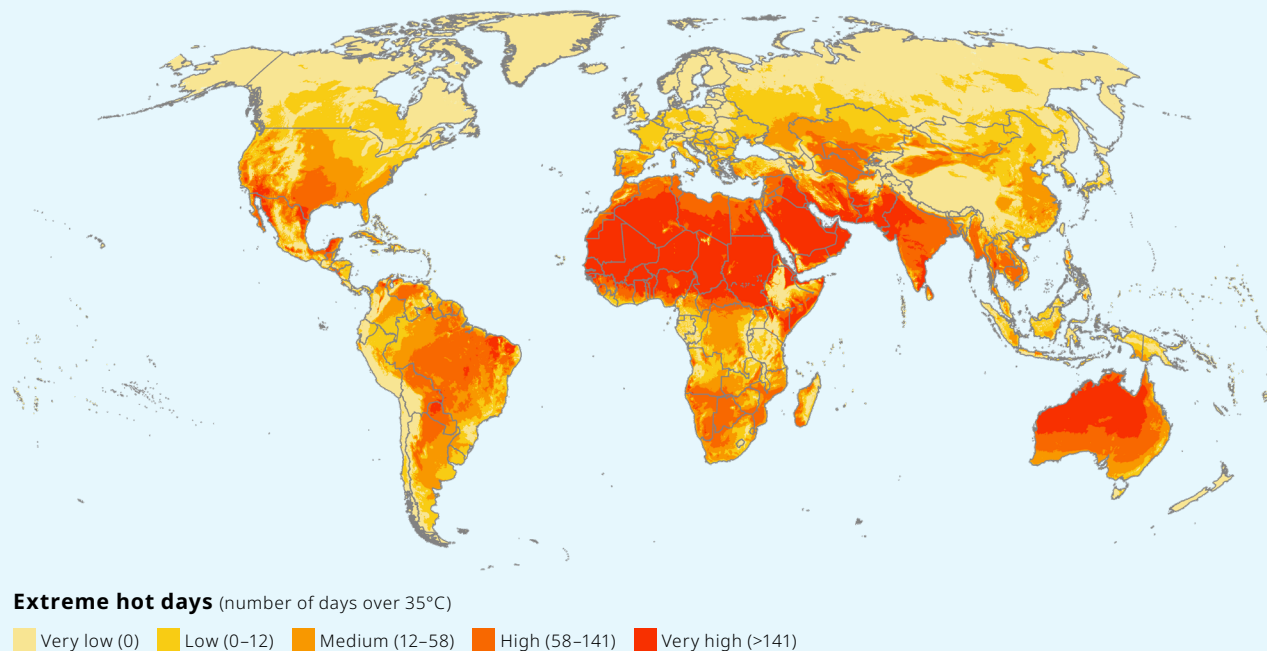 Extreme hot days (number of days over 35°C)
Very low (0) Low (0–12) Medium (12–58) High (58–141) Very high (>141)